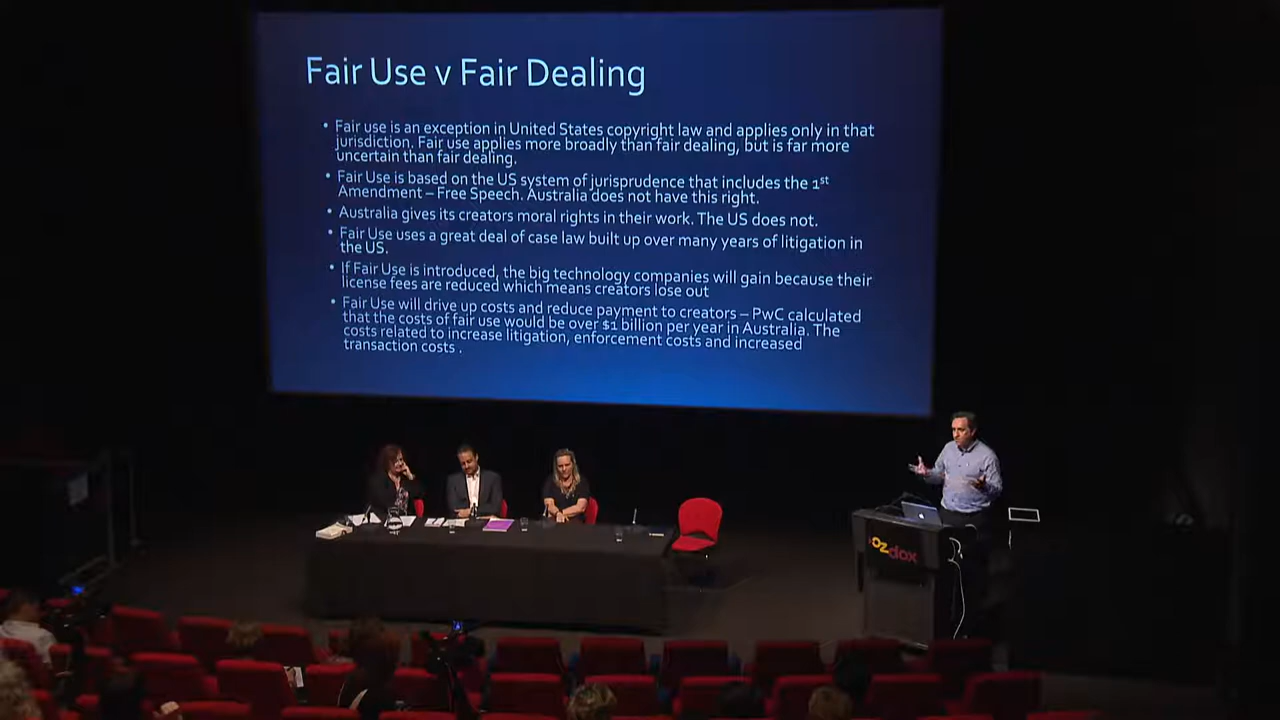 Fair Use v Fair Dealing
• Fair use is an exception in United States copyright law and applies only in that
jurisdiction. Fair use applies more broadly than fair dealing, but is far more
uncertain than fair dealing.
• Fair Use is based on the US system of jurisprudence that includes the 1st
Amendment – Free Speech. Australia does not have this right.
• Australia gives its creators moral rights in their work. The US does not.
• Fair Use uses a great deal of case law built up over many years of litigation in
the US.
• If Fair Use is introduced, the big technology companies will gain because their
license fees are reduced which means creators lose out
• Fair Use will drive up costs and reduce payment to creators – PwC calculated
that the costs of fair use would be over $1 billion per year in Australia. The
costs related to increase litigation, enforcement costs and increased
transaction costs .
ozdox